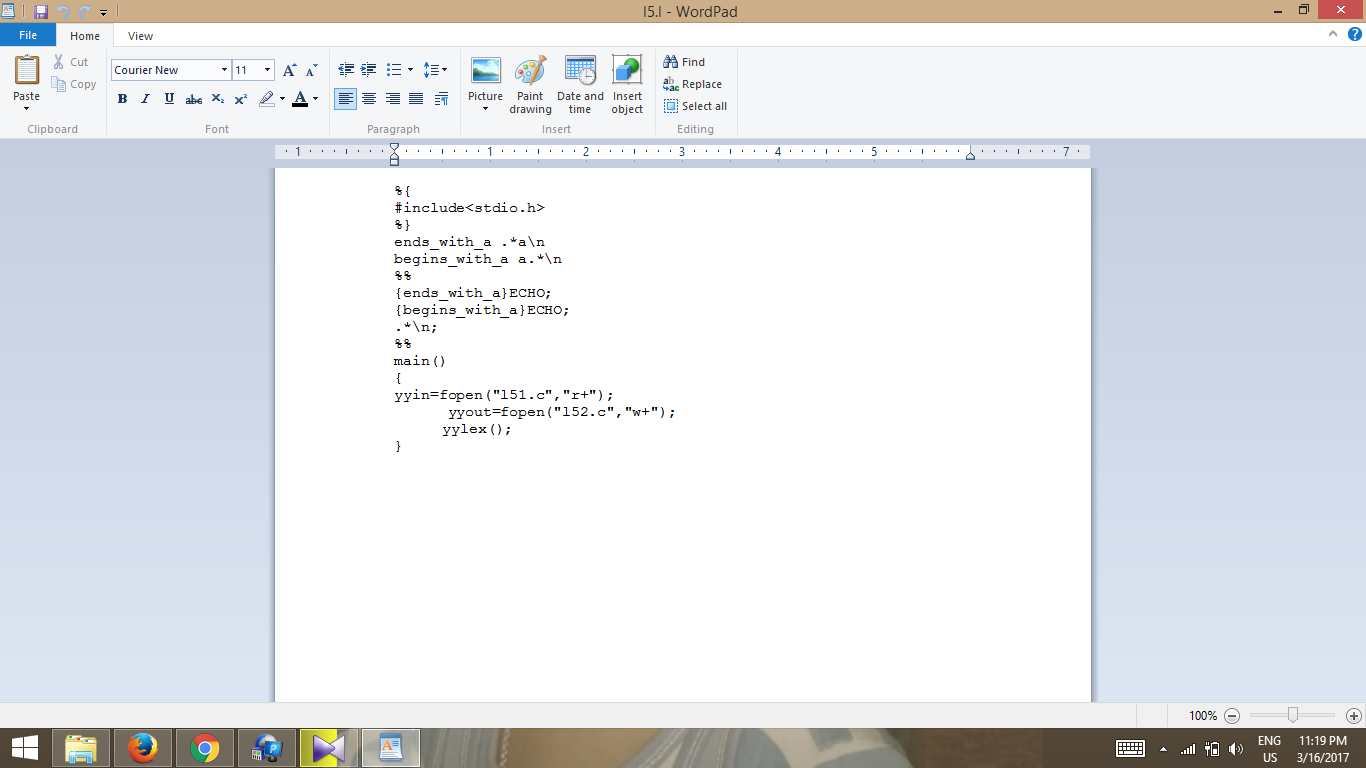 l5.l - WordPad
File Home View
Paste
Cut
Copy
Clipboard
Courier New 11
B I U abc X2 X2 A
Font
Paragraph
Picture
Paint drawing
Date and time
Insert object
Insert
Find
Replace
Select all
Editing
1 1 2 3 4 5 7
%{
#include<stdio.h>
%}
ends_with_a .*a\n
begins_with_a a.*\n
%%
{ends_with_a}ECHO;
{begins_with_a}ECHO;
.*\n;
%%
main()
{
yyin=fopen("l51.c","r+");
yyout=fopen("l52.c","w+");
yylex();
}
100%
ENG 11:19 PM
US 3/16/2017